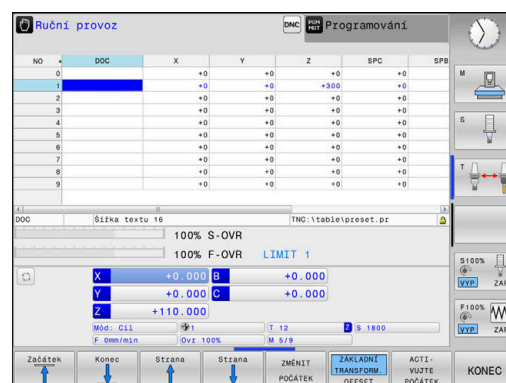 Ruční provoz
DNC
PGM MGT
Programování
NO DOC X Y Z SPC SPB
0 +0 +0 +0 +0
1 +0 +0 +300 +0
2 +0 +0 +0 +0
3 +0 +0 +0 +0
4 +0 +0 +0 +0
5 +0 +0 +0 +0
6 +0 +0 +0 +0
7 +0 +0 +0 +0
8 +0 +0 +0 +0
9 +0 +0 +0 +0
DOC Šířka textu 16 TNC:\table\preset.pr
100% S-OVR
100% F-OVR LIMIT 1
X +0.000 B +0.000
Y +0.000 C +0.000
Z +110.000
Mód: Cíl 1 T 12 Z S 1800
F 0mm/min Ovr 100% M 5/9
M
S
T
S100%
VYP ZAP
F100%
VYP ZAP
Začátek
Konec
Strana
Strana
ZMĚNIT
POČÁTEK
ZÁKLADNÍ
TRANSFORM.
OFFSET
ACTI-
VUJTE
POČÁTEK
KONEC